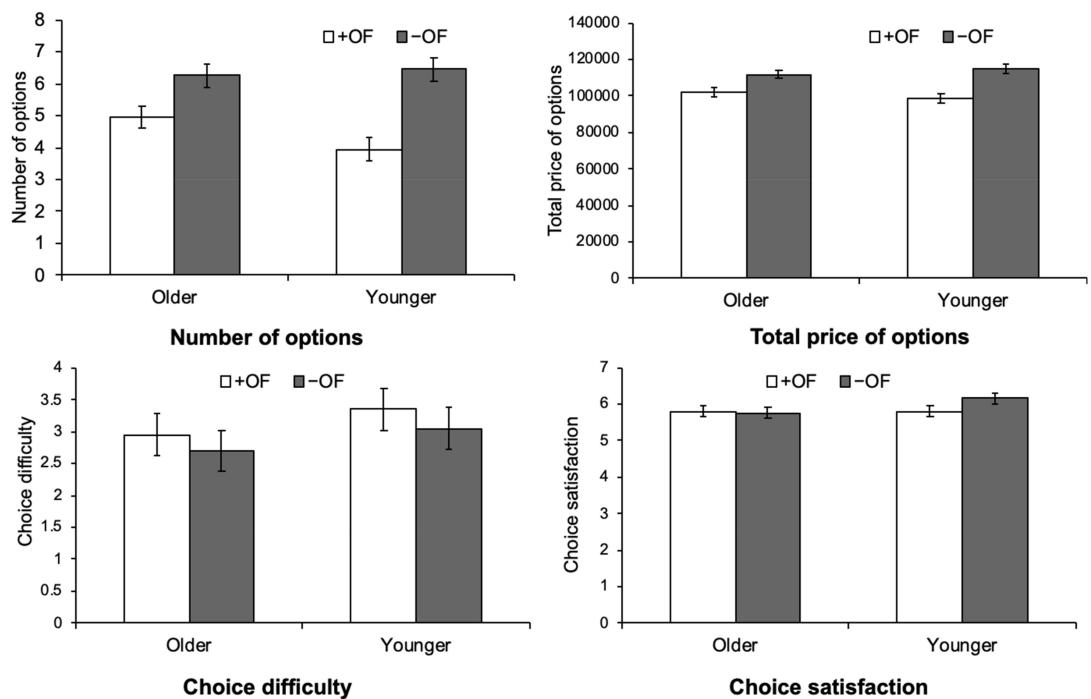 8
7
6
5
4
3
2
1
0
Number of options
+OF −OF
Older Younger
Number of options
140000
120000
100000
80000
60000
40000
20000
0
Total price of options
+OF −OF
Older Younger
Total price of options
4
3.5
3
2.5
2
1.5
1
0.5
0
Choice difficulty
+OF −OF
Older Younger
Choice difficulty
7
6
5
4
3
2
1
0
Choice satisfaction
+OF −OF
Older Younger
Choice satisfaction